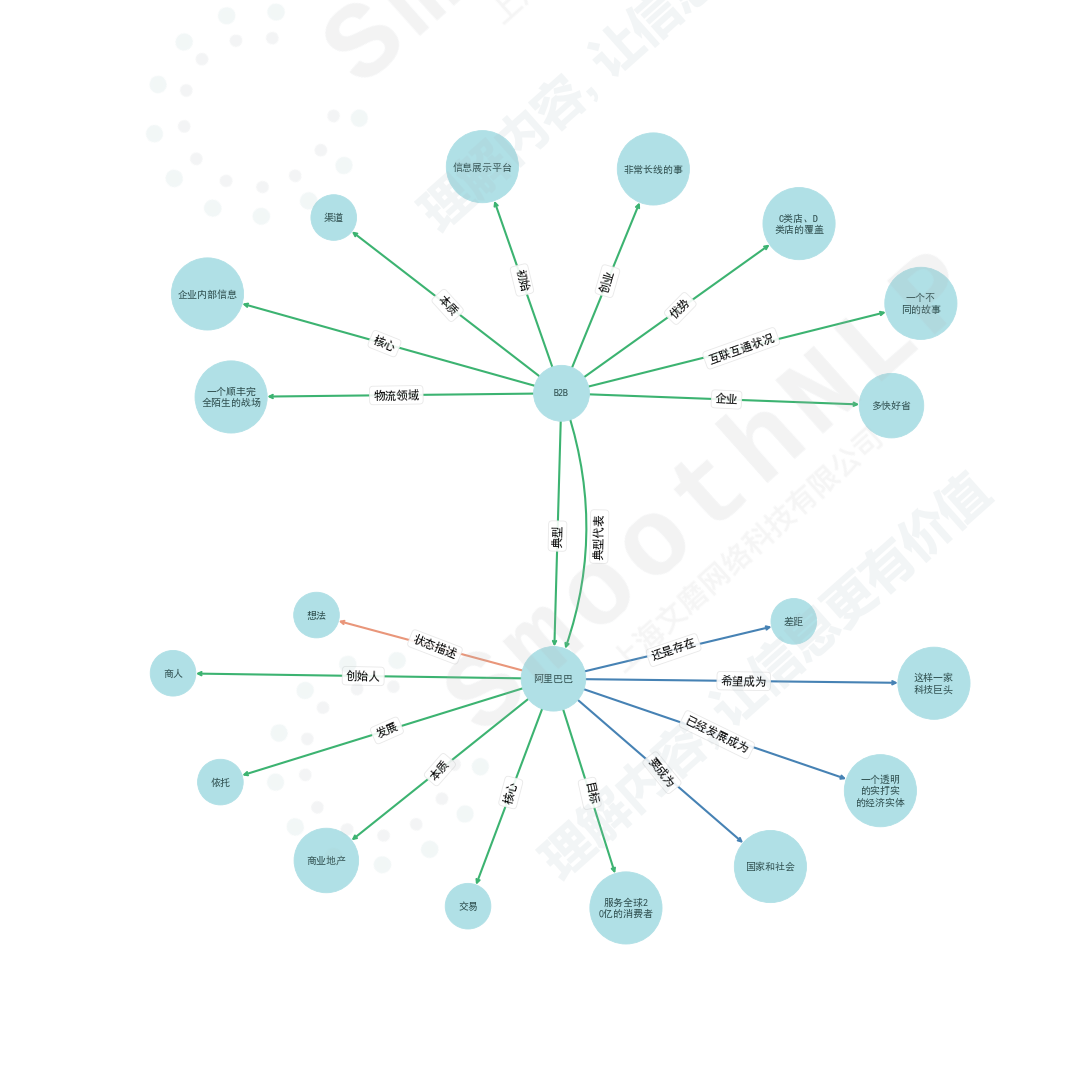 Sm
上
理解内容，让信息
信息展示平台
非常长线的事
渠道
C类店、D
类店的覆盖
企业内部信息
一个不
同的故事
初始
创业
本质
优势
核心
互联互通状况
一个顺丰完
全陌生的战场
物流领域
B2B
企业
多快好省
SmoothNLP
上海文磨网络科技有限公司
理解内容，让信息更有价值
典型
典型代表
想法
状态描述
还是存在
差距
商人
创始人
阿里巴巴
希望成为
这样一家
科技巨头
发展
已经发展成为
依托
本质
核心
目标
要成为
一个透明
的实打实
的经济实体
商业地产
国家和社会
交易
服务全球2
0亿的消费者